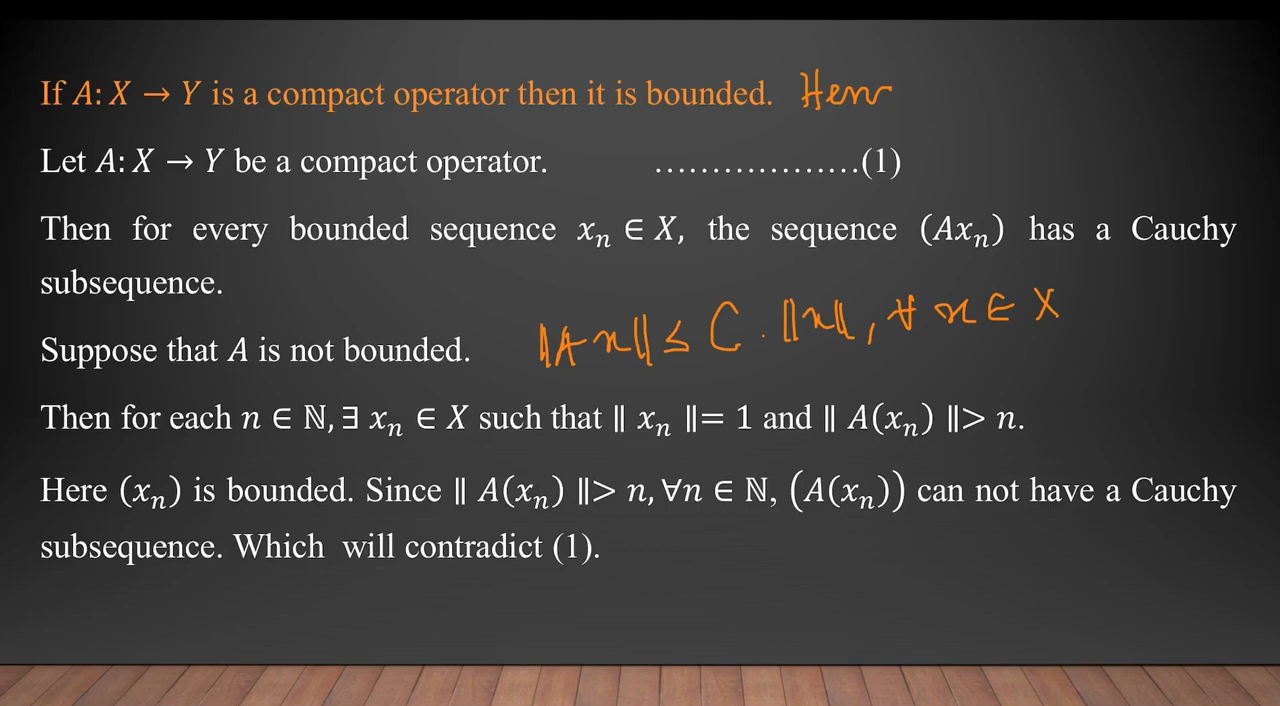 If A: X → Y is a compact operator then it is bounded. Hen
Let A: X → Y be a compact operator. ………………(1)
Then for every bounded sequence xₙ ∈ X, the sequence (Axₙ) has a Cauchy
subsequence.
Suppose that A is not bounded. ‖Ax‖ ≤ C . ‖x‖, ∀ x ∈ X
Then for each n ∈ ℕ, ∃ xₙ ∈ X such that ‖ xₙ ‖= 1 and ‖ A(xₙ) ‖> n.
Here (xₙ) is bounded. Since ‖ A(xₙ) ‖> n, ∀n ∈ ℕ, (A(xₙ)) can not have a Cauchy
subsequence. Which will contradict (1).